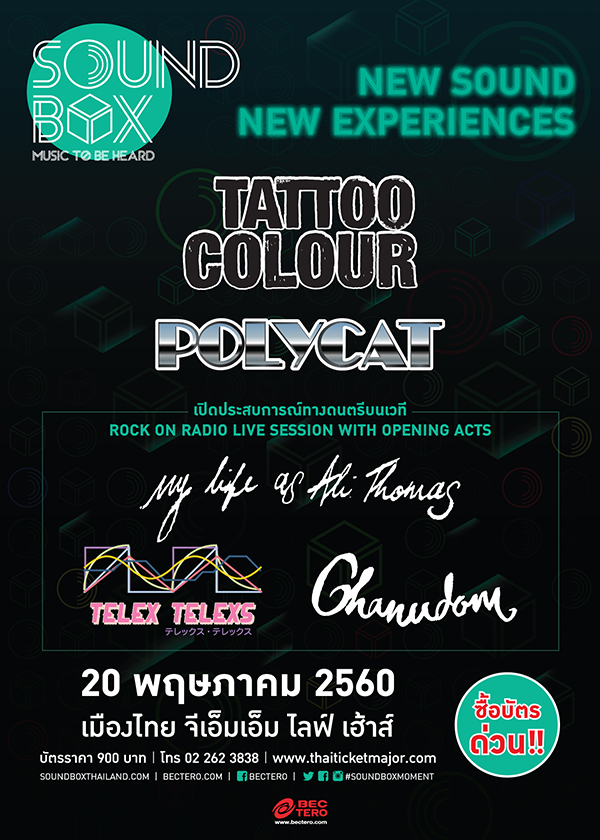 SOUND
BOX
MUSIC TO BE HEARD
NEW SOUND
NEW EXPERIENCES
TATTOO
COLOUR
POLYCAT
เปิดประสบการณ์ทางดนตรีบนเวที
ROCK ON RADIO LIVE SESSION WITH OPENING ACTS
my life as Ali Thomas
TELEX TELEXS
テレックス・テレックス
Chanudom
20 พฤษภาคม 2560
เมืองไทย จีเอ็มเอ็ม ไลฟ์ เฮ้าส์
ซื้อบัตร
ด่วน!!
บัตรราคา 900 บาท | โทร 02 262 3838 | www.thaiticketmajor.com
SOUNDBOXTHAILAND.COM | BECTERO.COM | BECTERO | #SOUNDBOXMOMENT
BEC
TERO
www.bectero.com